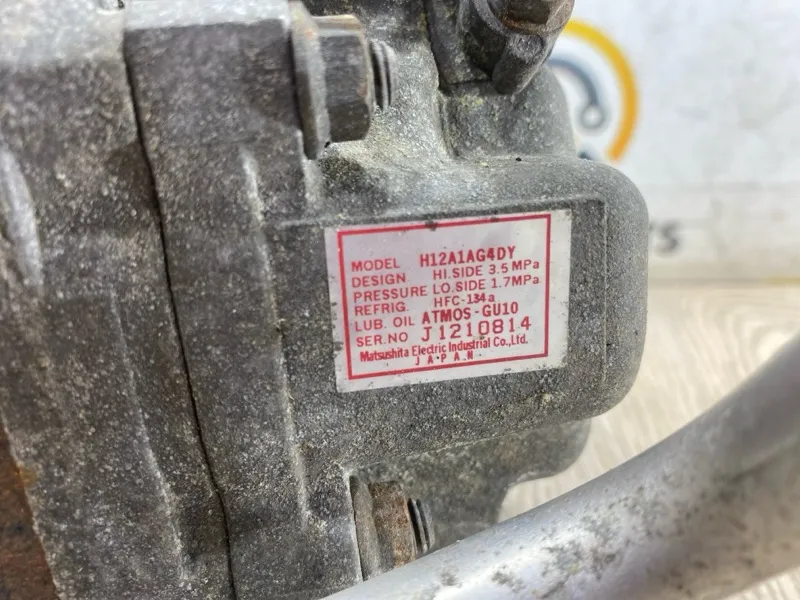 MODEL H12A1AG4DY
DESIGN HI.SIDE 3.5 MPa
PRESSURE LO.SIDE 1.7MPa
REFRIG. HFC-134a
LUB. OIL ATMOS-GU10
SER.NO J1210814
Matsushita Electric Industrial Co.,Ltd.
JAPAN